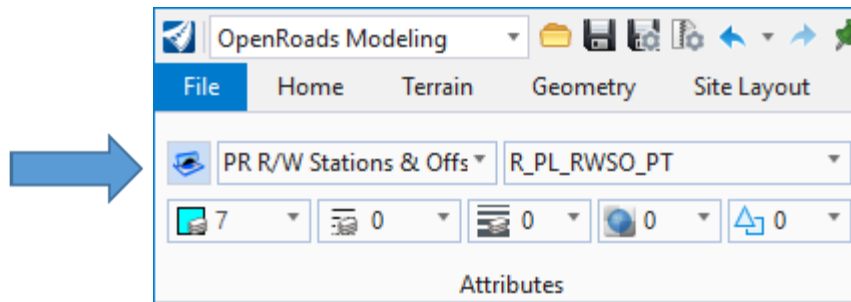 OpenRoads Modeling
File Home Terrain Geometry Site Layout
PR R/W Stations & Offs R_PL_RWSO_PT
7 0 0 0 0
Attributes